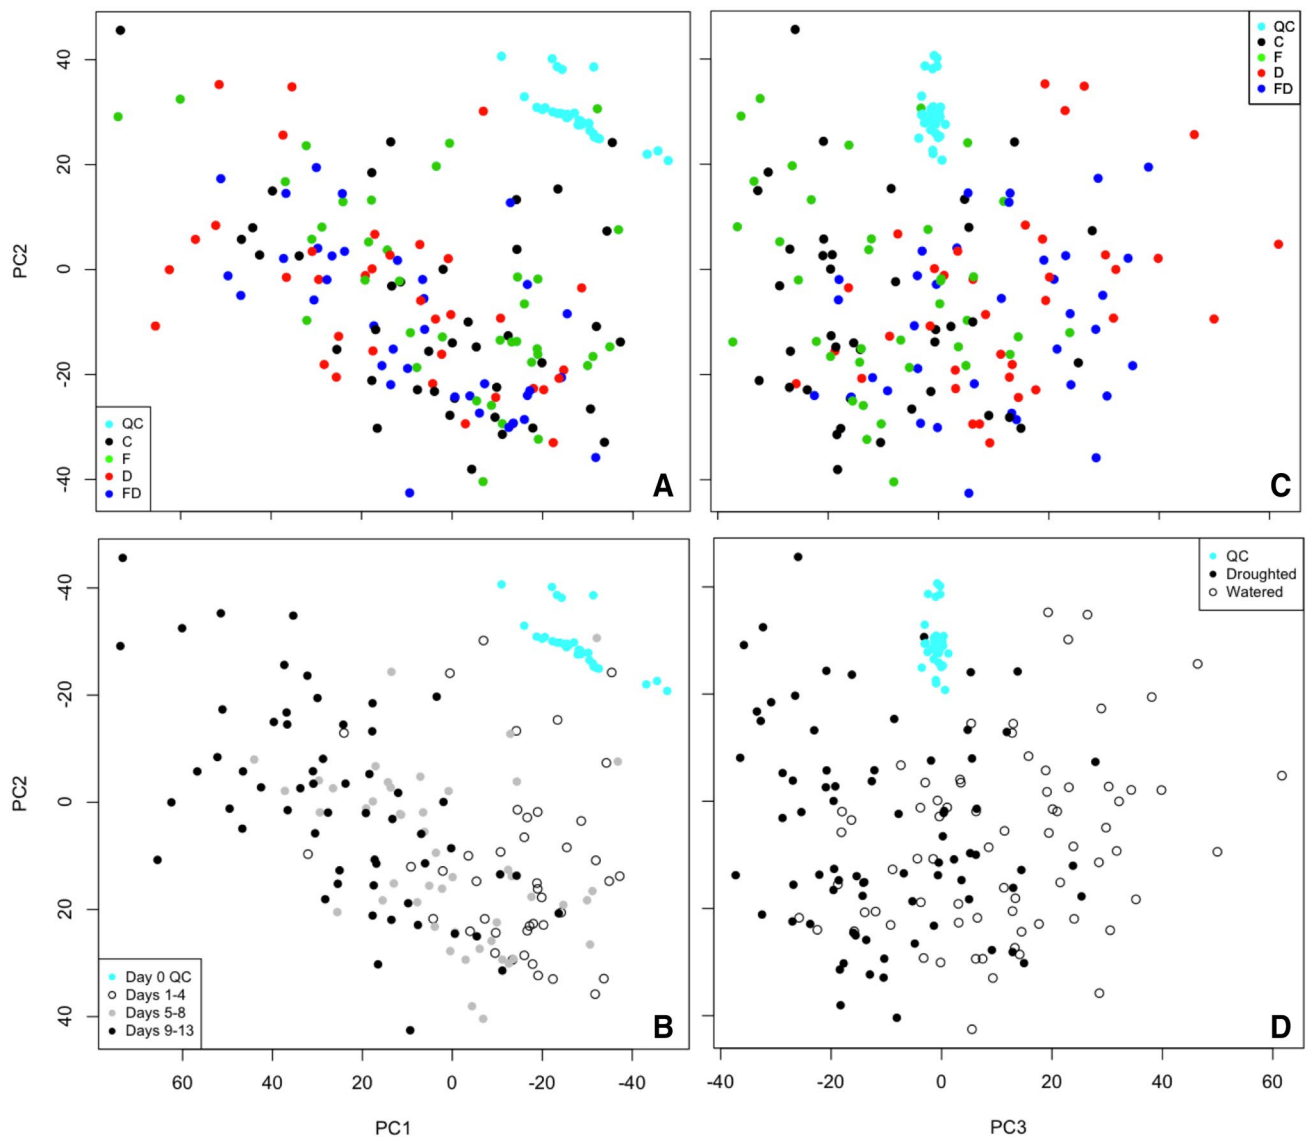 40
20
0
-20
-40
PC2
QC
C
F
D
FD
A
QC
C
F
D
FD
C
-40
-20
0
20
40
PC2
Day 0 QC
Days 1-4
Days 5-8
Days 9-13
B
60 40 20 0 -20 -40
PC1
QC
Droughted
Watered
D
-40 -20 0 20 40 60
PC3